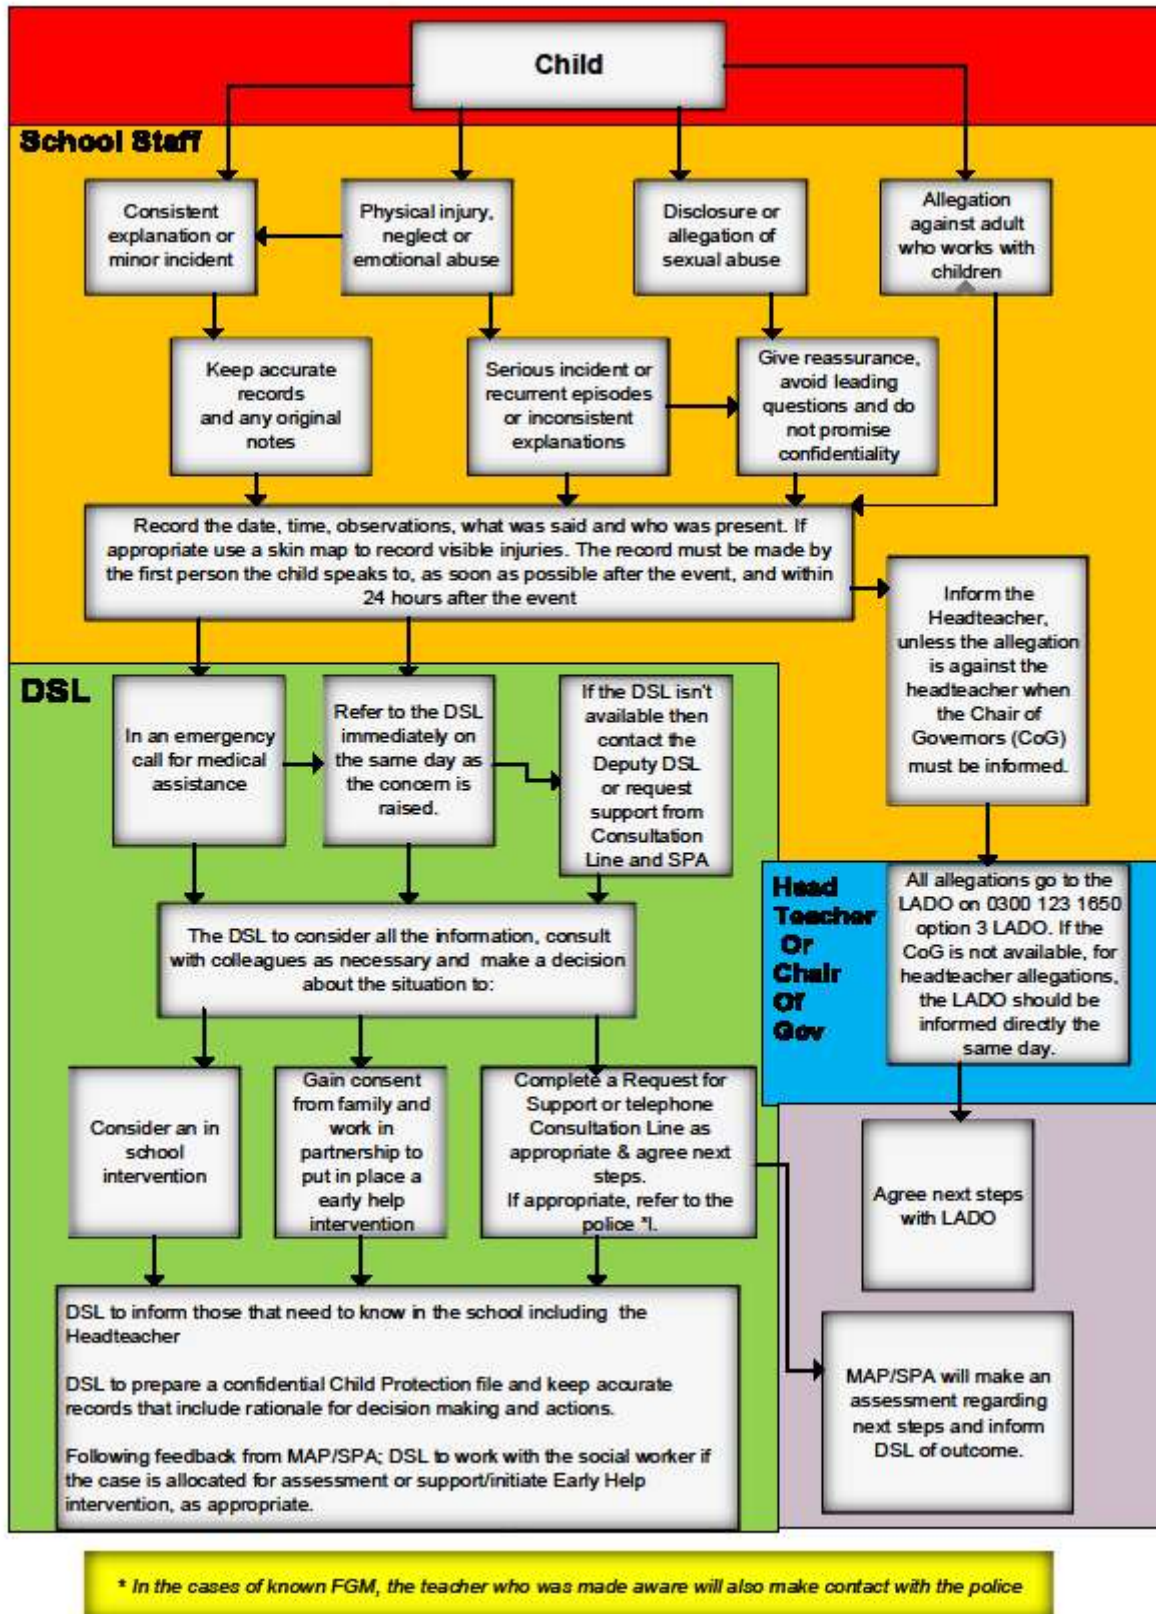 Child
School Staff
Consistent
explanation or
minor incident
Physical injury,
neglect or
emotional abuse
Disclosure or
allegation of
sexual abuse
Allegation
against adult
who works with
children
Keep accurate
records
and any original
notes
Serious incident or
recurrent episodes
or inconsistent
explanations
Give reassurance,
avoid leading
questions and do
not promise
confidentiality
Record the date, time, observations, what was said and who was present. If
appropriate use a skin map to record visible injuries. The record must be made by
the first person the child speaks to, as soon as possible after the event, and within
24 hours after the event
Inform the
Headteacher,
unless the allegation
is against the
headteacher when
the Chair of
Governors (CoG)
must be informed.
DSL
In an emergency
call for medical
assistance
Refer to the DSL
immediately on
the same day as
the concern is
raised.
If the DSL isn't
available then
contact the
Deputy DSL
or request
support from
Consultation
Line and SPA
Head
Teacher
Or
Chair
Of
Gov
All allegations go to the
LADO on 0300 123 1650
option 3 LADO. If the
CoG is not available, for
headteacher allegations,
the LADO should be
informed directly the
same day.
The DSL to consider all the information, consult
with colleagues as necessary and make a decision
about the situation to:
Consider an in
school
intervention
Gain consent
from family and
work in
partnership to
put in place a
early help
intervention
Complete a Request for
Support or telephone
Consultation Line as
appropriate & agree next
steps.
If appropriate, refer to the
police *l.
Agree next steps
with LADO
DSL to inform those that need to know in the school including the
Headteacher
DSL to prepare a confidential Child Protection file and keep accurate
records that include rationale for decision making and actions.
Following feedback from MAP/SPA; DSL to work with the social worker if
the case is allocated for assessment or support/initiate Early Help
intervention, as appropriate.
MAP/SPA will make an
assessment regarding
next steps and inform
DSL of outcome.
* In the cases of known FGM, the teacher who was made aware will also make contact with the police